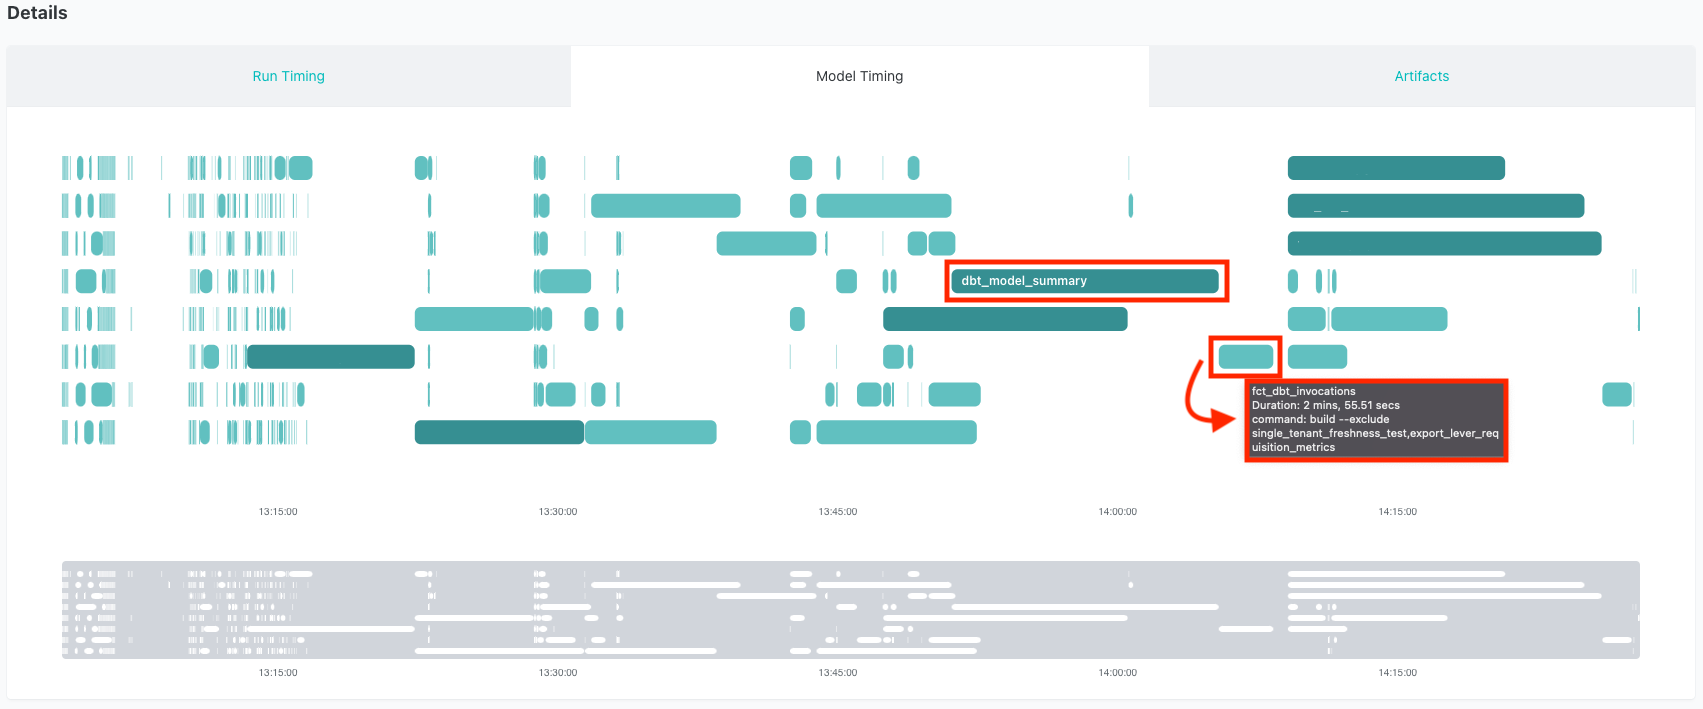 Details
Run Timing
Model Timing
Artifacts
dbt_model_summary
fct_dbt_invocations
Duration: 2 mins, 55.51 secs
command: build --exclude
single_tenant_freshness_test,export_lever_req
uisition_metrics
13:15:00
13:30:00
13:45:00
14:00:00
14:15:00
13:15:00
13:30:00
13:45:00
14:00:00
14:15:00